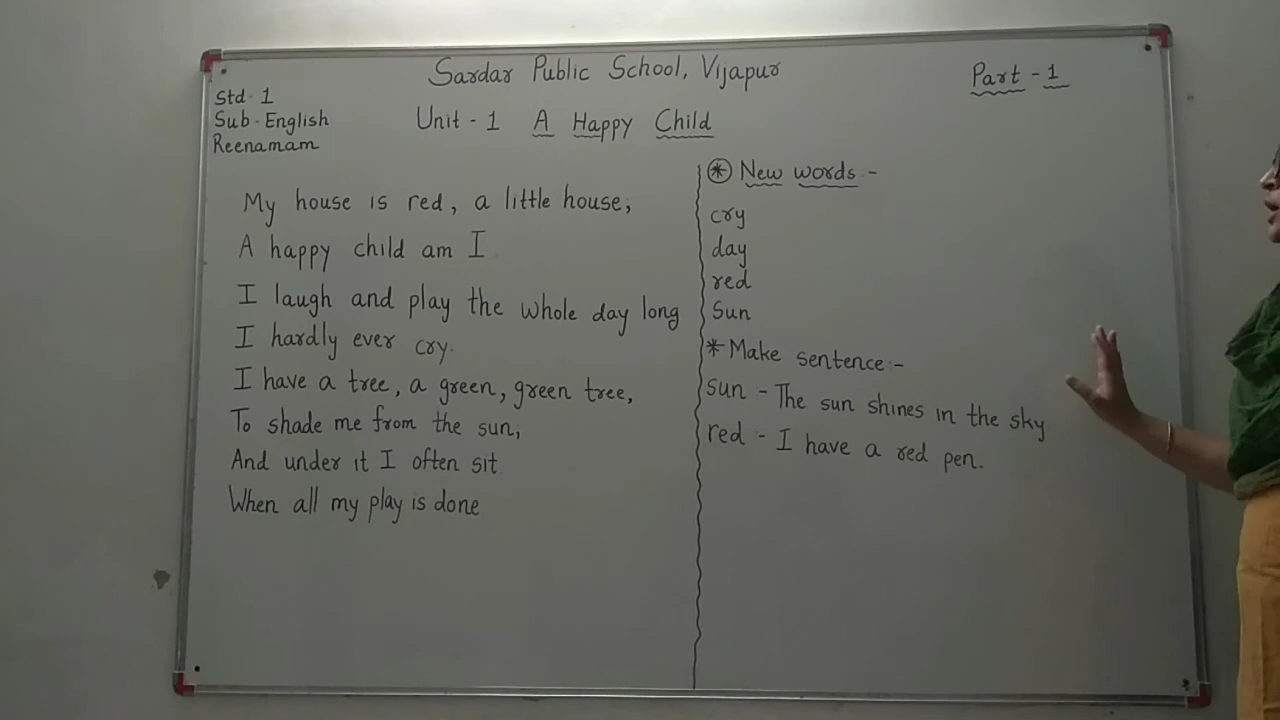 Sardar Public School, Vijapur
Part - 1
Std. 1
Sub - English
Reenamam
Unit - 1 A Happy Child
My house is red, a little house,
A happy child am I
I laugh and play the whole day long
I hardly ever cry.
I have a tree, a green, green tree,
To shade me from the sun,
And under it I often sit
When all my play is done
* New words :-
cry
day
red
Sun
* Make sentence :-
sun - The sun shines in the sky
red - I have a red pen.